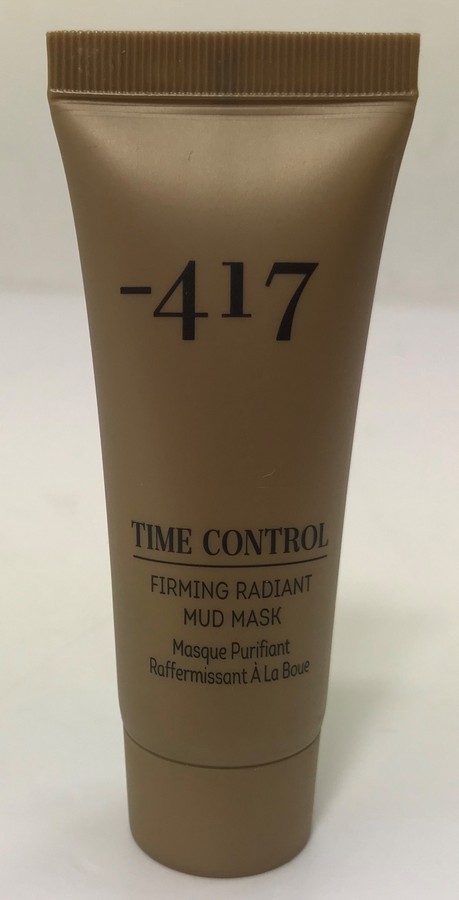 -417
TIME CONTROL
FIRMING RADIANT
MUD MASK
Masque Purifiant
Raffermissant À La Boue